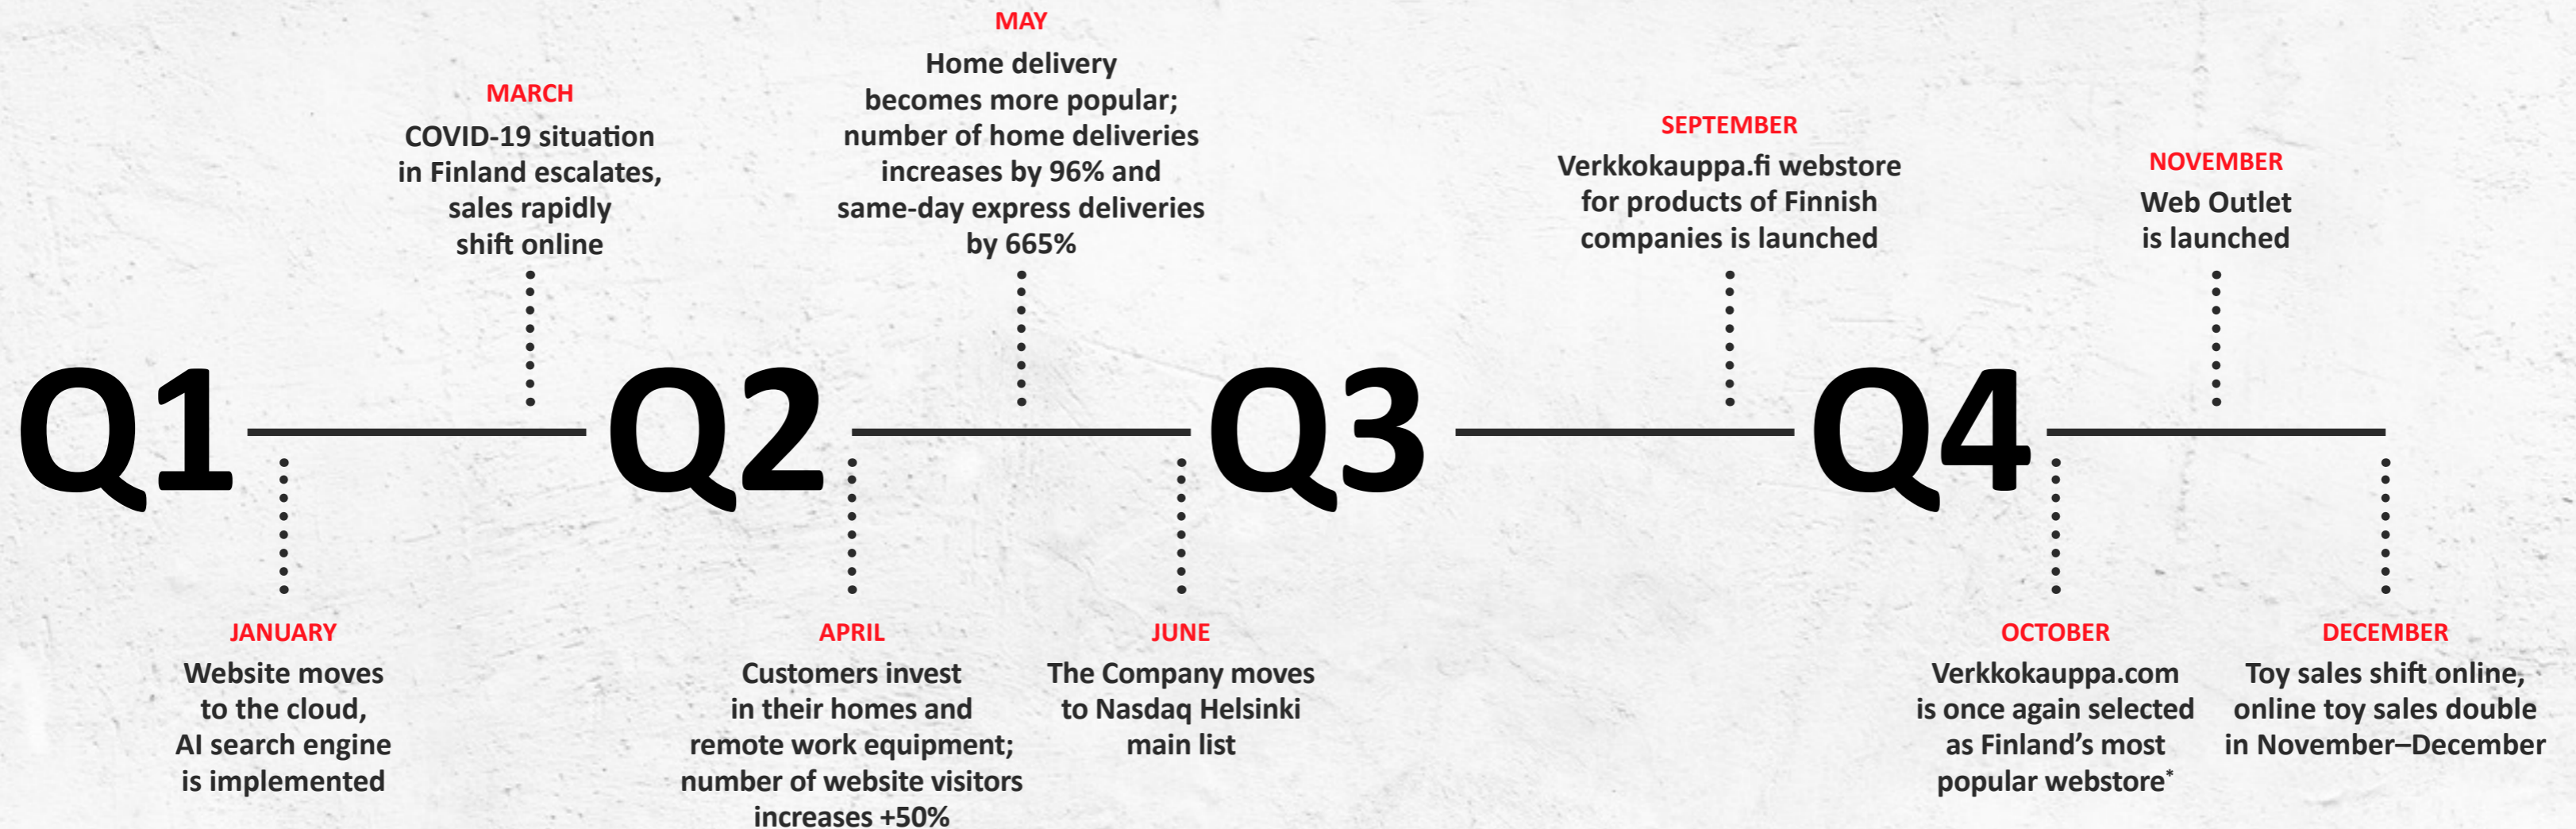 Q1
JANUARY
Website moves
to the cloud,
AI search engine
is implemented
MARCH
COVID-19 situation
in Finland escalates,
sales rapidly
shift online
Q2
APRIL
Customers invest
in their homes and
remote work equipment;
number of website visitors
increases +50%
MAY
Home delivery
becomes more popular;
number of home deliveries
increases by 96% and
same-day express deliveries
by 665%
JUNE
The Company moves
to Nasdaq Helsinki
main list
Q3
SEPTEMBER
Verkkokauppa.fi webstore
for products of Finnish
companies is launched
Q4
OCTOBER
Verkkokauppa.com
is once again selected
as Finland’s most
popular webstore*
NOVEMBER
Web Outlet
is launched
DECEMBER
Toy sales shift online,
online toy sales double
in November–December